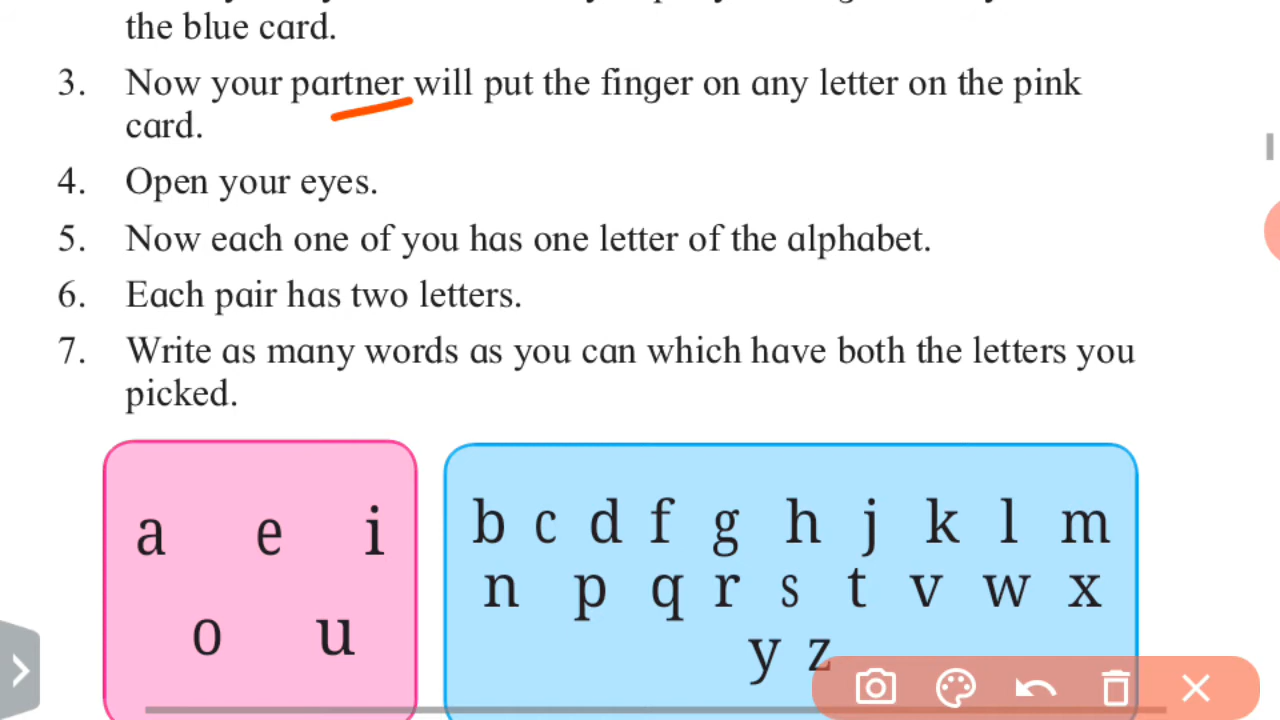 the blue card.
3. Now your partner will put the finger on any letter on the pink
card.
4. Open your eyes.
5. Now each one of you has one letter of the alphabet.
6. Each pair has two letters.
7. Write as many words as you can which have both the letters you
picked.
a e i
o u
b c d f g h j k l m
n p q r s t v w x
y z